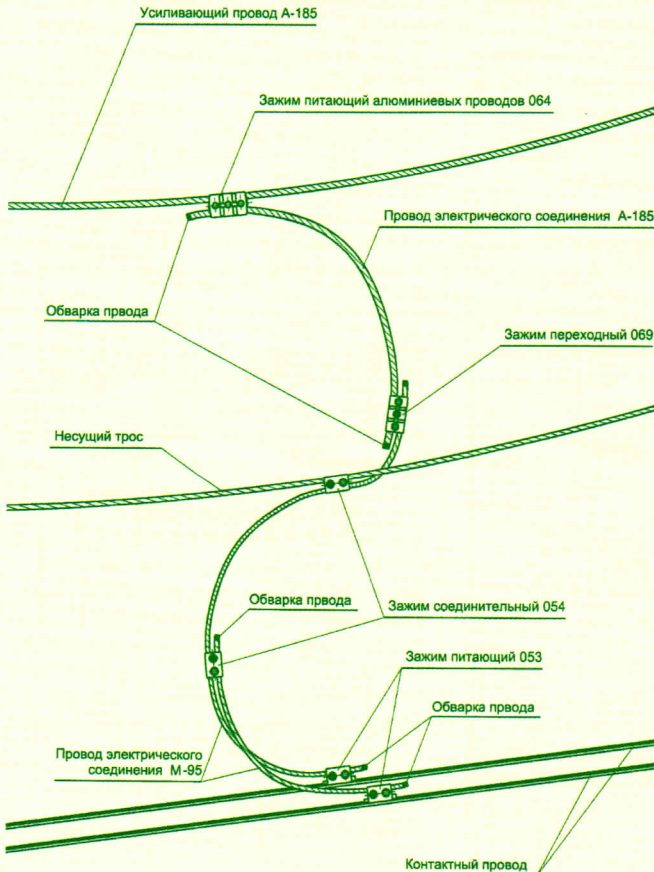 Усиливающий провод А-185
Зажим питающий алюминиевых проводов 064
Провод электрического соединения А-185
Обварка првода
Зажим переходный 069
Несущий трос
Обварка првода
Зажим соединительный 054
Зажим питающий 053
Обварка првода
Провод электрического
соединения М-95
Контактный провод